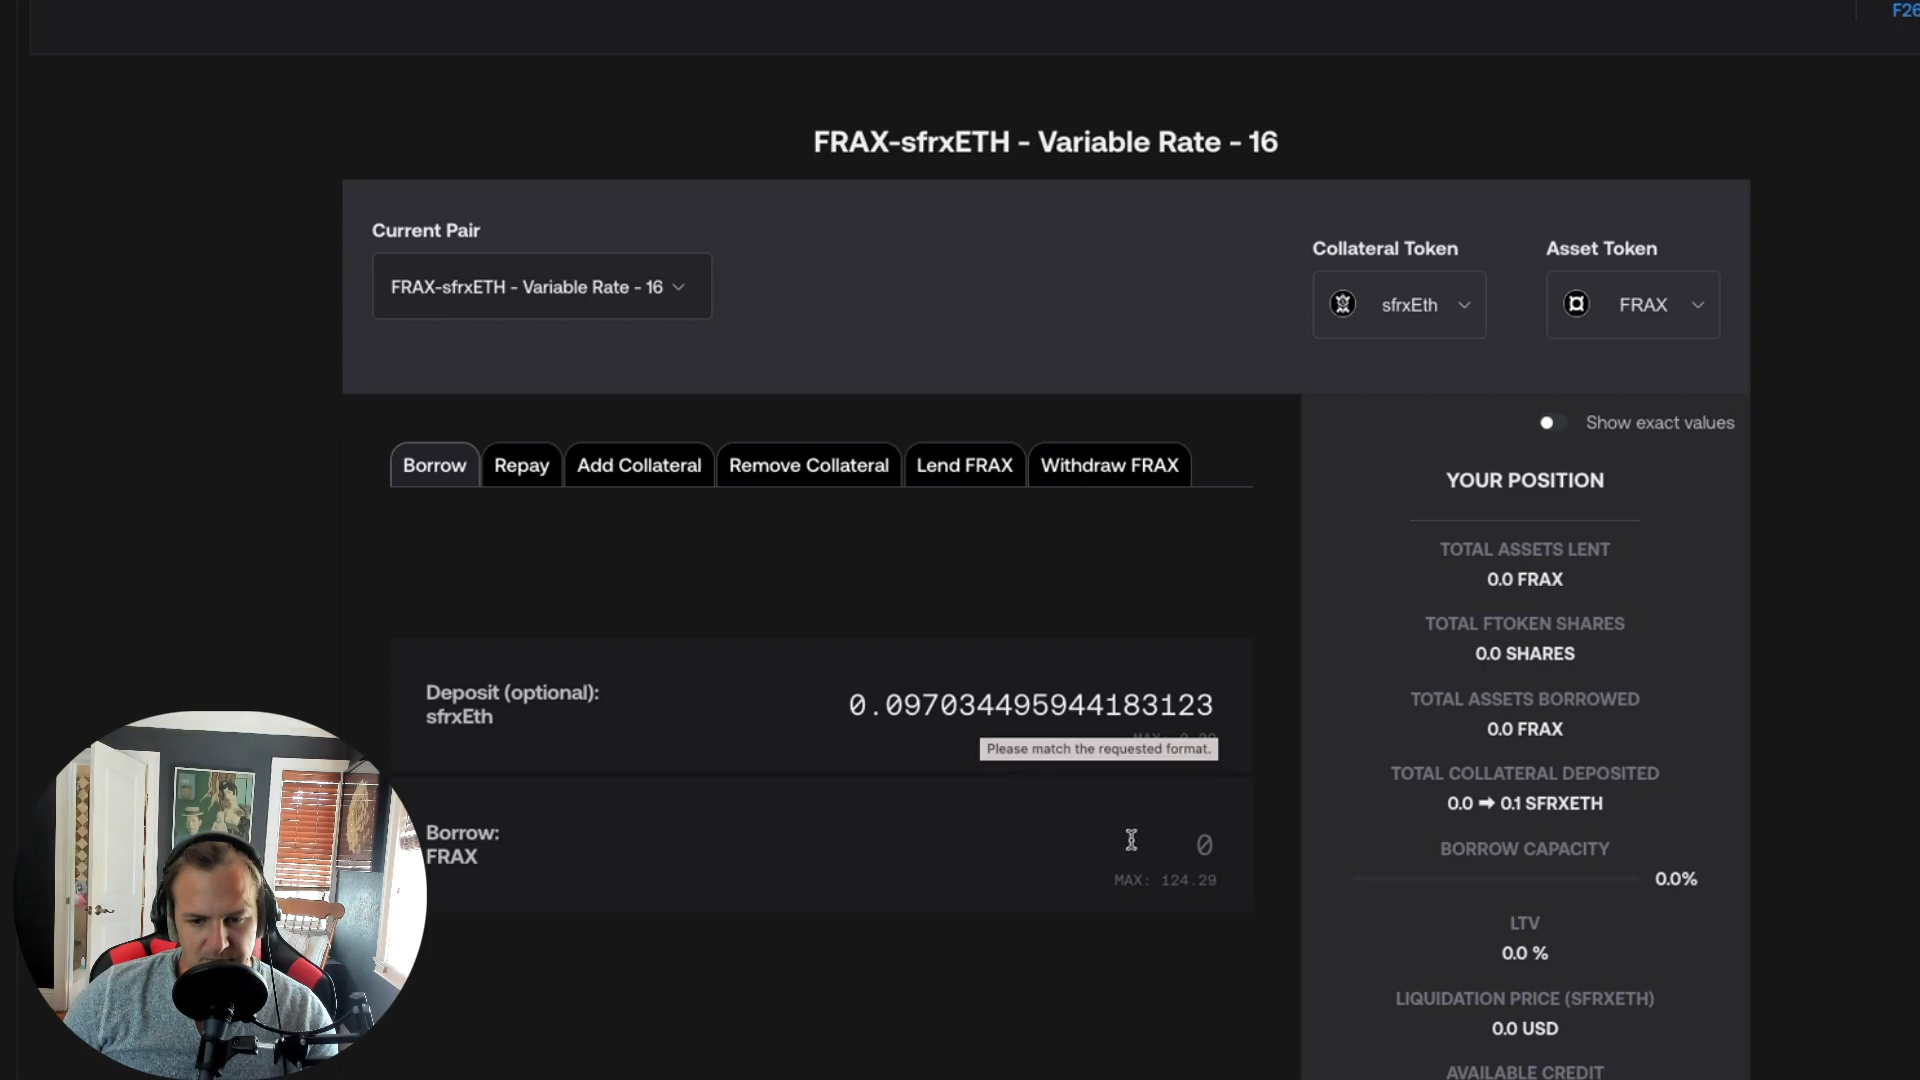 F26
FRAX-sfrxETH - Variable Rate - 16
Current Pair
FRAX-sfrxETH - Variable Rate - 16
Collateral Token
sfrxEth
Asset Token
FRAX
Show exact values
Borrow
Repay
Add Collateral
Remove Collateral
Lend FRAX
Withdraw FRAX
Deposit (optional):
sfrxEth
0.097034495944183123
Please match the requested format.
Borrow:
FRAX
0
MAX: 124.29
YOUR POSITION
TOTAL ASSETS LENT
0.0 FRAX
TOTAL FTOKEN SHARES
0.0 SHARES
TOTAL ASSETS BORROWED
0.0 FRAX
TOTAL COLLATERAL DEPOSITED
0.0 ➡ 0.1 SFRXETH
BORROW CAPACITY
0.0%
LTV
0.0 %
LIQUIDATION PRICE (SFRXETH)
0.0 USD
AVAILABLE CREDIT